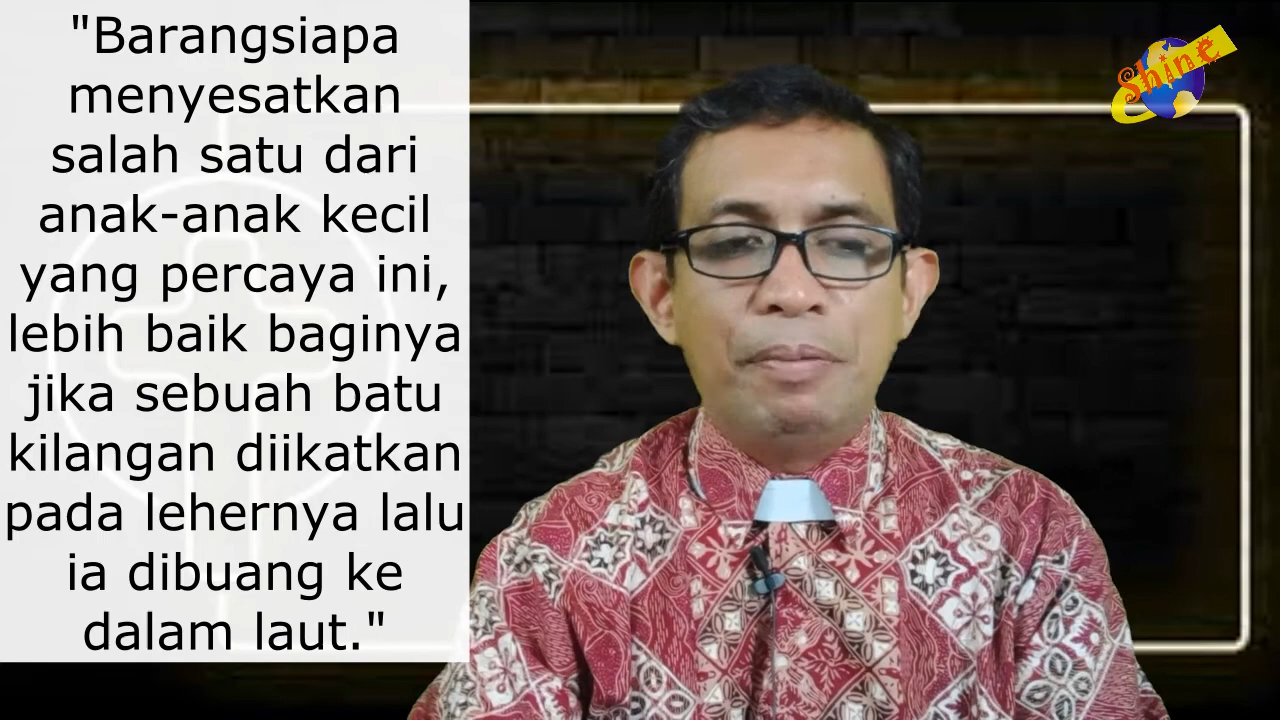 "Barangsiapa
menyesatkan
salah satu dari
anak-anak kecil
yang percaya ini,
lebih baik baginya
jika sebuah batu
kilangan diikatkan
pada lehernya lalu
ia dibuang ke
dalam laut."
Shine